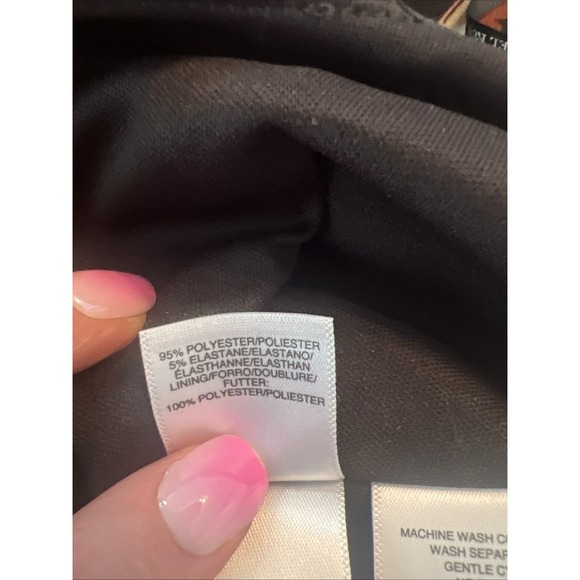 95% POLYESTER/POLIESTER
5% ELASTANE/ELASTANO/
ÉLASTHANNE/ELASTHAN
LINING/FORRO/DOUBLURE/
FUTTER:
100% POLYESTER/POLIESTER
MACHINE WASH CO
WASH SEPAR
GENTLE C